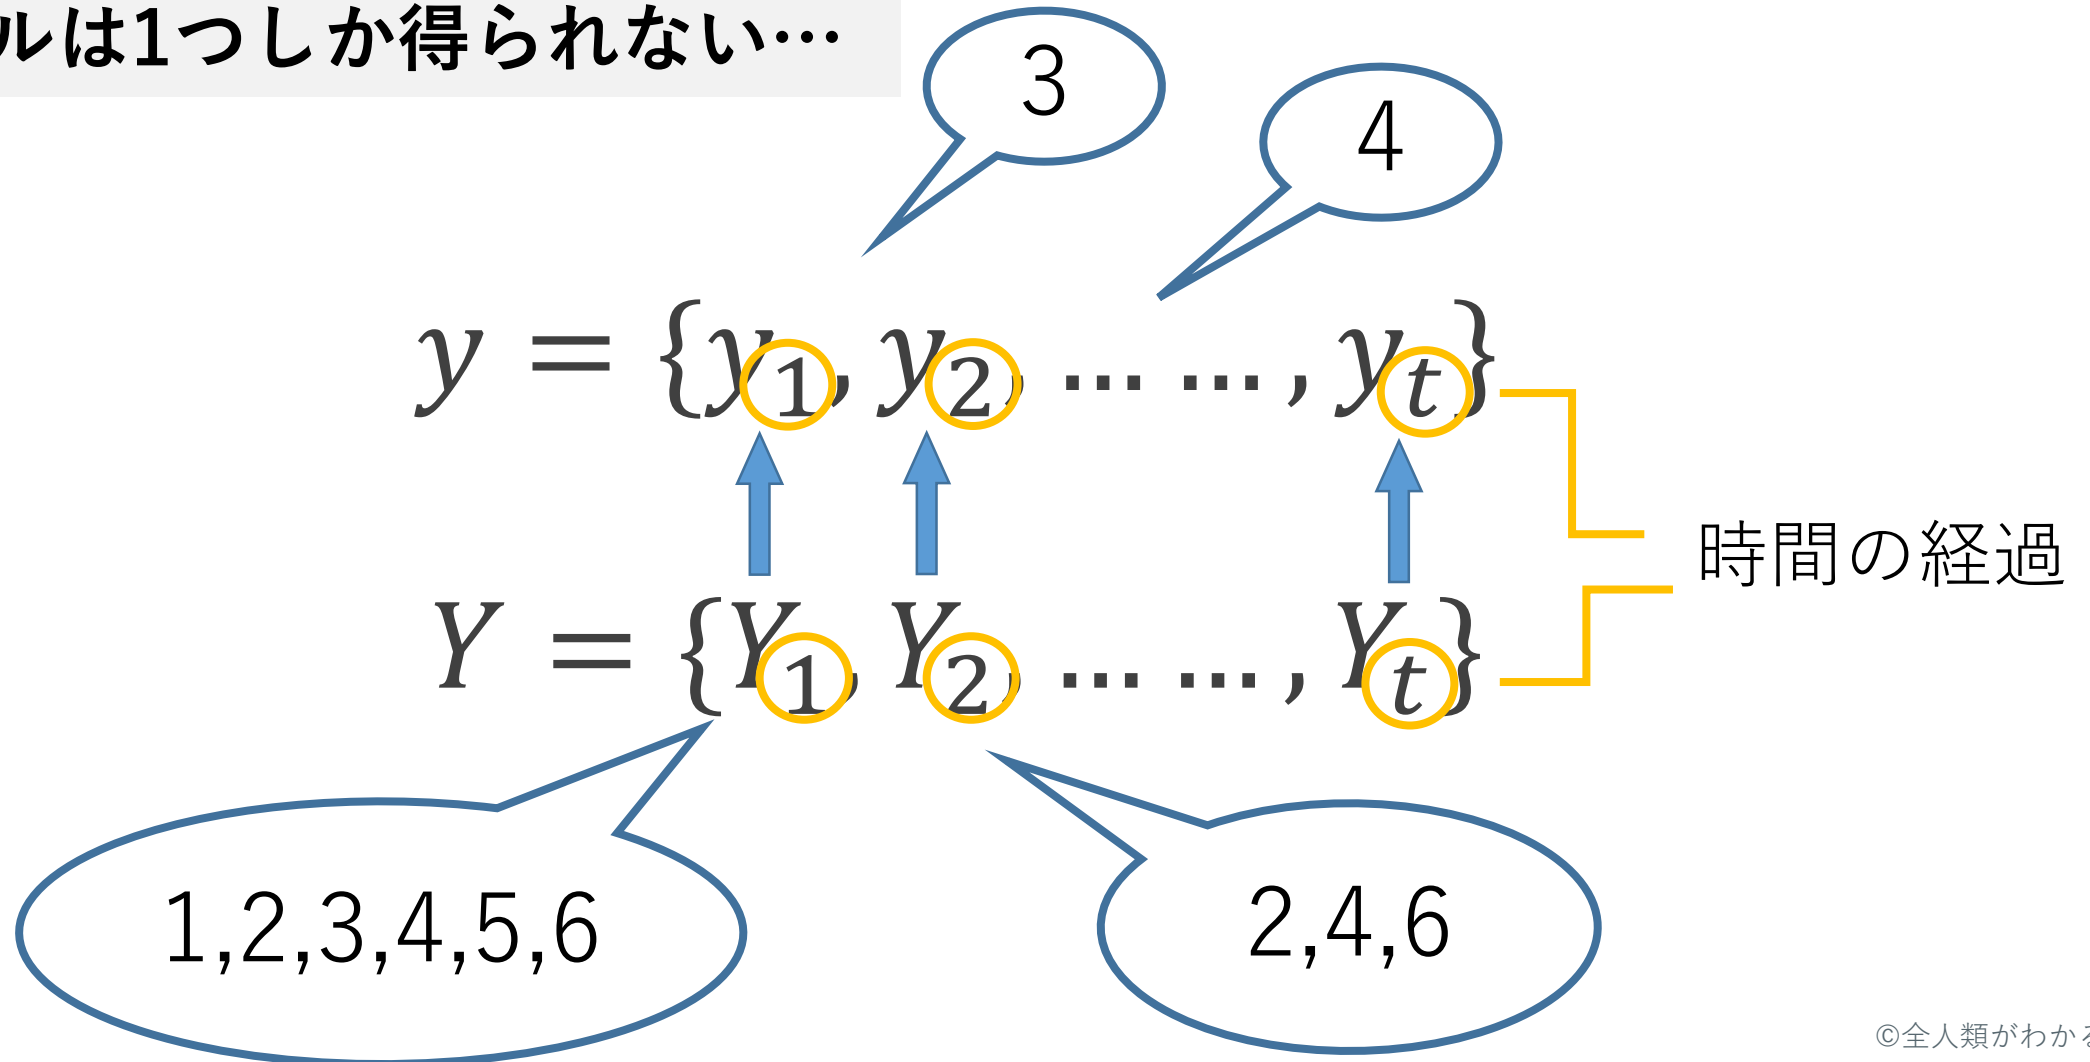 ルは1つしか得られない…
3
4
y = {y₁, y₂, … …, yₜ}
時間の経過
Y = {Y₁, Y₂, … …, Yₜ}
1,2,3,4,5,6
2,4,6
©全人類がわかる